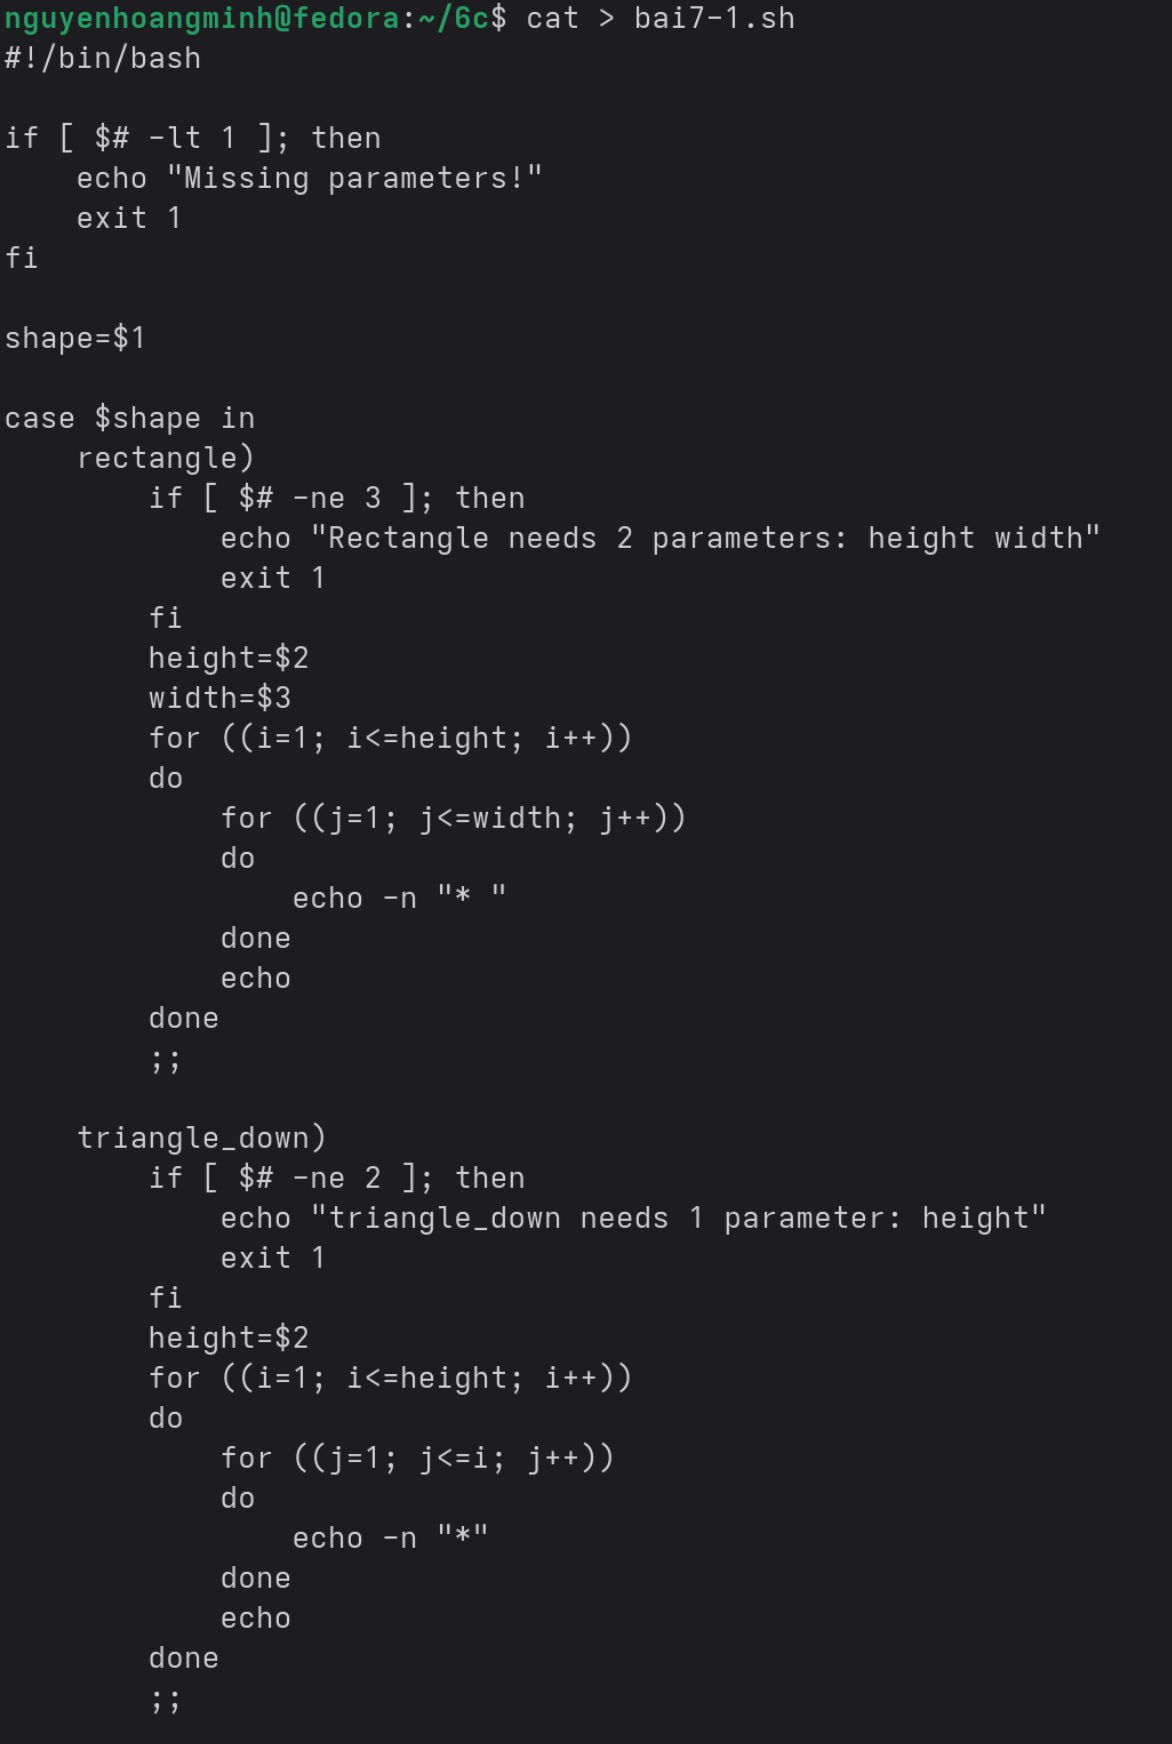 nguyenhoangminh@fedora:~/6c$ cat > bai7-1.sh
#!/bin/bash

if [ $# -lt 1 ]; then
    echo "Missing parameters!"
    exit 1
fi

shape=$1

case $shape in
    rectangle)
        if [ $# -ne 3 ]; then
            echo "Rectangle needs 2 parameters: height width"
            exit 1
        fi
        height=$2
        width=$3
        for ((i=1; i<=height; i++))
        do
            for ((j=1; j<=width; j++))
            do
                echo -n "* "
            done
            echo
        done
        ;;

    triangle_down)
        if [ $# -ne 2 ]; then
            echo "triangle_down needs 1 parameter: height"
            exit 1
        fi
        height=$2
        for ((i=1; i<=height; i++))
        do
            for ((j=1; j<=i; j++))
            do
                echo -n "*"
            done
            echo
        done
        ;;